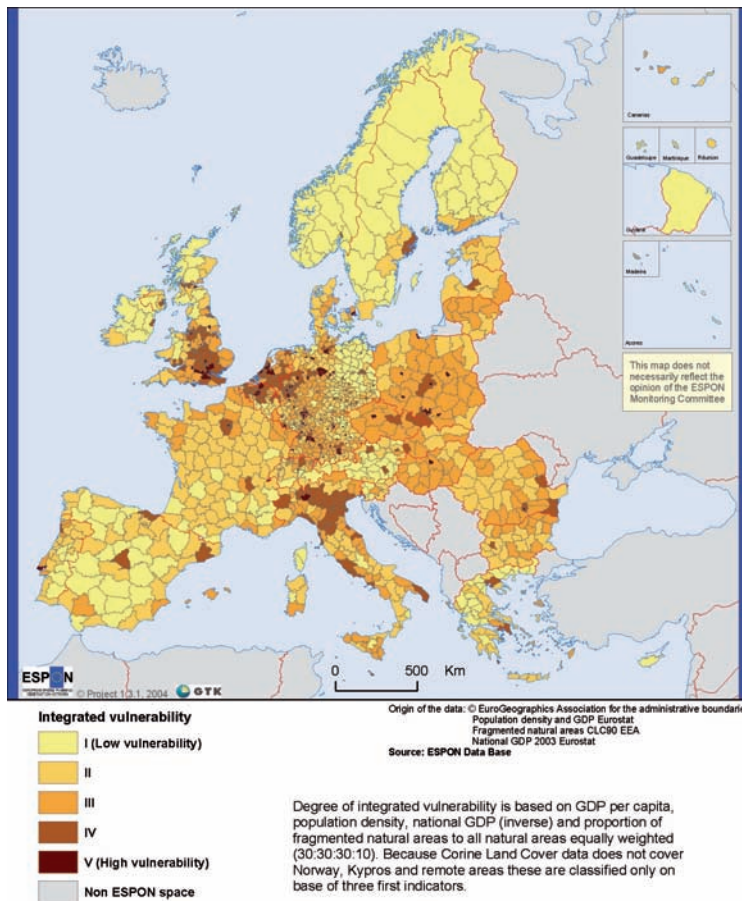 Canarias
Guadeloupe Martinique Réunion
Guyane
Madeira
Acores
This map does not
necessarily reflect the
opinion of the ESPON
Monitoring Committee
ESPON
© Project 1.3.1, 2004 GTK
0 500 Km
Origin of the data: © EuroGeographics Association for the administrative boundarie
Population density and GDP Eurostat
Fragmented natural areas CLC90 EEA
National GDP 2003 Eurostat
Source: ESPON Data Base
Integrated vulnerability
I (Low vulnerability)
II
III
IV
V (High vulnerability)
Non ESPON space
Degree of integrated vulnerability is based on GDP per capita,
population density, national GDP (inverse) and proportion of
fragmented natural areas to all natural areas equally weighted
(30:30:30:10). Because Corine Land Cover data does not cover
Norway, Kypros and remote areas these are classified only on
base of three first indicators.